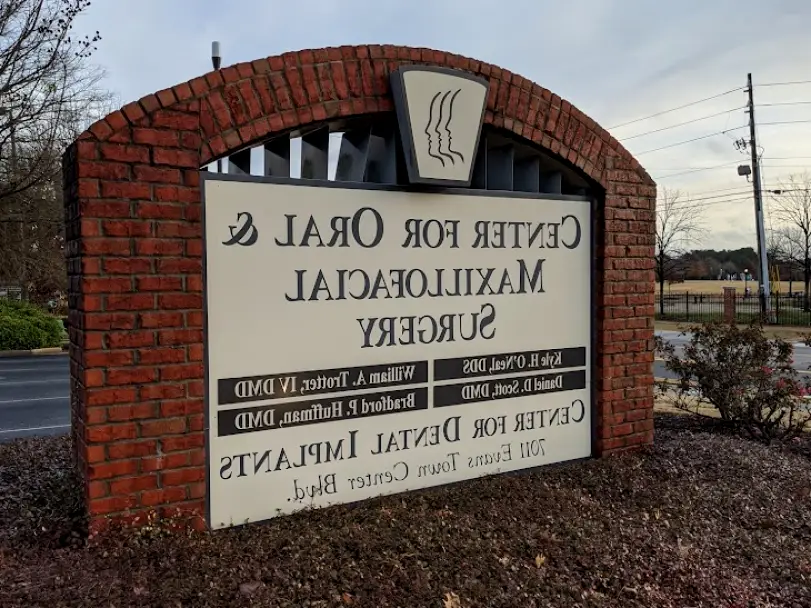 CENTER FOR ORAL &
MAXILLOFACIAL
SURGERY
Kyle H. O'Neal, DDS
William A. Trotter, IV DMD
Daniel D. Scott, DMD
Bradford P. Huffman, DMD
CENTER FOR DENTAL IMPLANTS
7011 Evans Town Center Blvd.